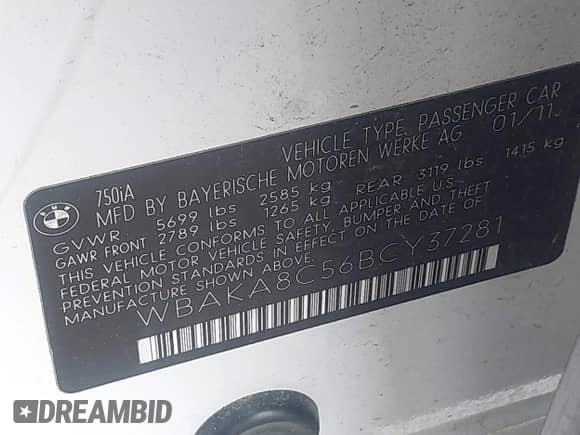 BMW
750iA
VEHICLE TYPE: PASSENGER CAR
MFD BY BAYERISCHE MOTOREN WERKE AG 01/11
GVWR: 5699 lbs 2585 kg
GAWR FRONT 2789 lbs 1265 kg REAR 3119 lbs 1415 kg
THIS VEHICLE CONFORMS TO ALL APPLICABLE US-
FEDERAL MOTOR VEHICLE SAFETY, BUMPER AND THEFT
PREVENTION STANDARDS IN EFFECT ON THE DATE OF
MANUFACTURE SHOWN ABOVE.
WBAKA8C56BCY37281
DREAMBID